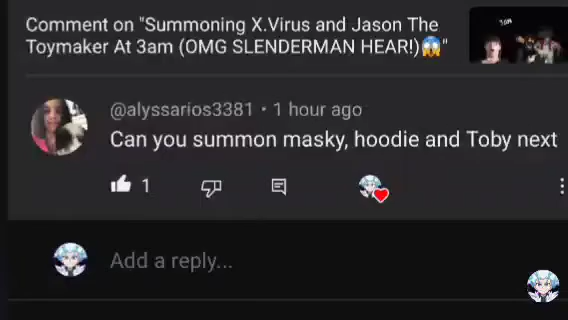 Comment on "Summoning X.Virus and Jason The
Toymaker At 3am (OMG SLENDERMAN HEAR!)😱"
@alyssarios3381 • 1 hour ago
Can you summon masky, hoodie and Toby next
1
Add a reply...